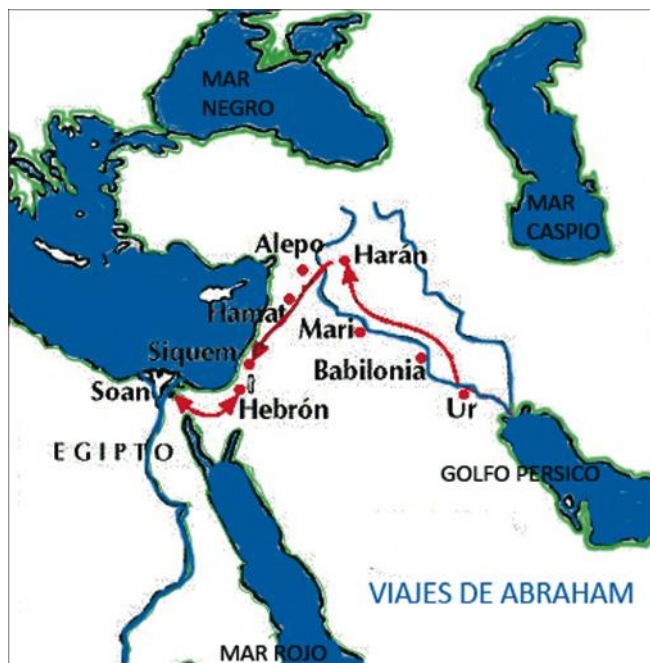 MAR
NEGRO
MAR
CASPIO
Alepo
Harán
Hamat
Mari
Siquem
Babilonia
Soan
Hebrón
Ur
EGIPTO
GOLFO PERSICO
VIAJES DE ABRAHAM
MAR ROJO